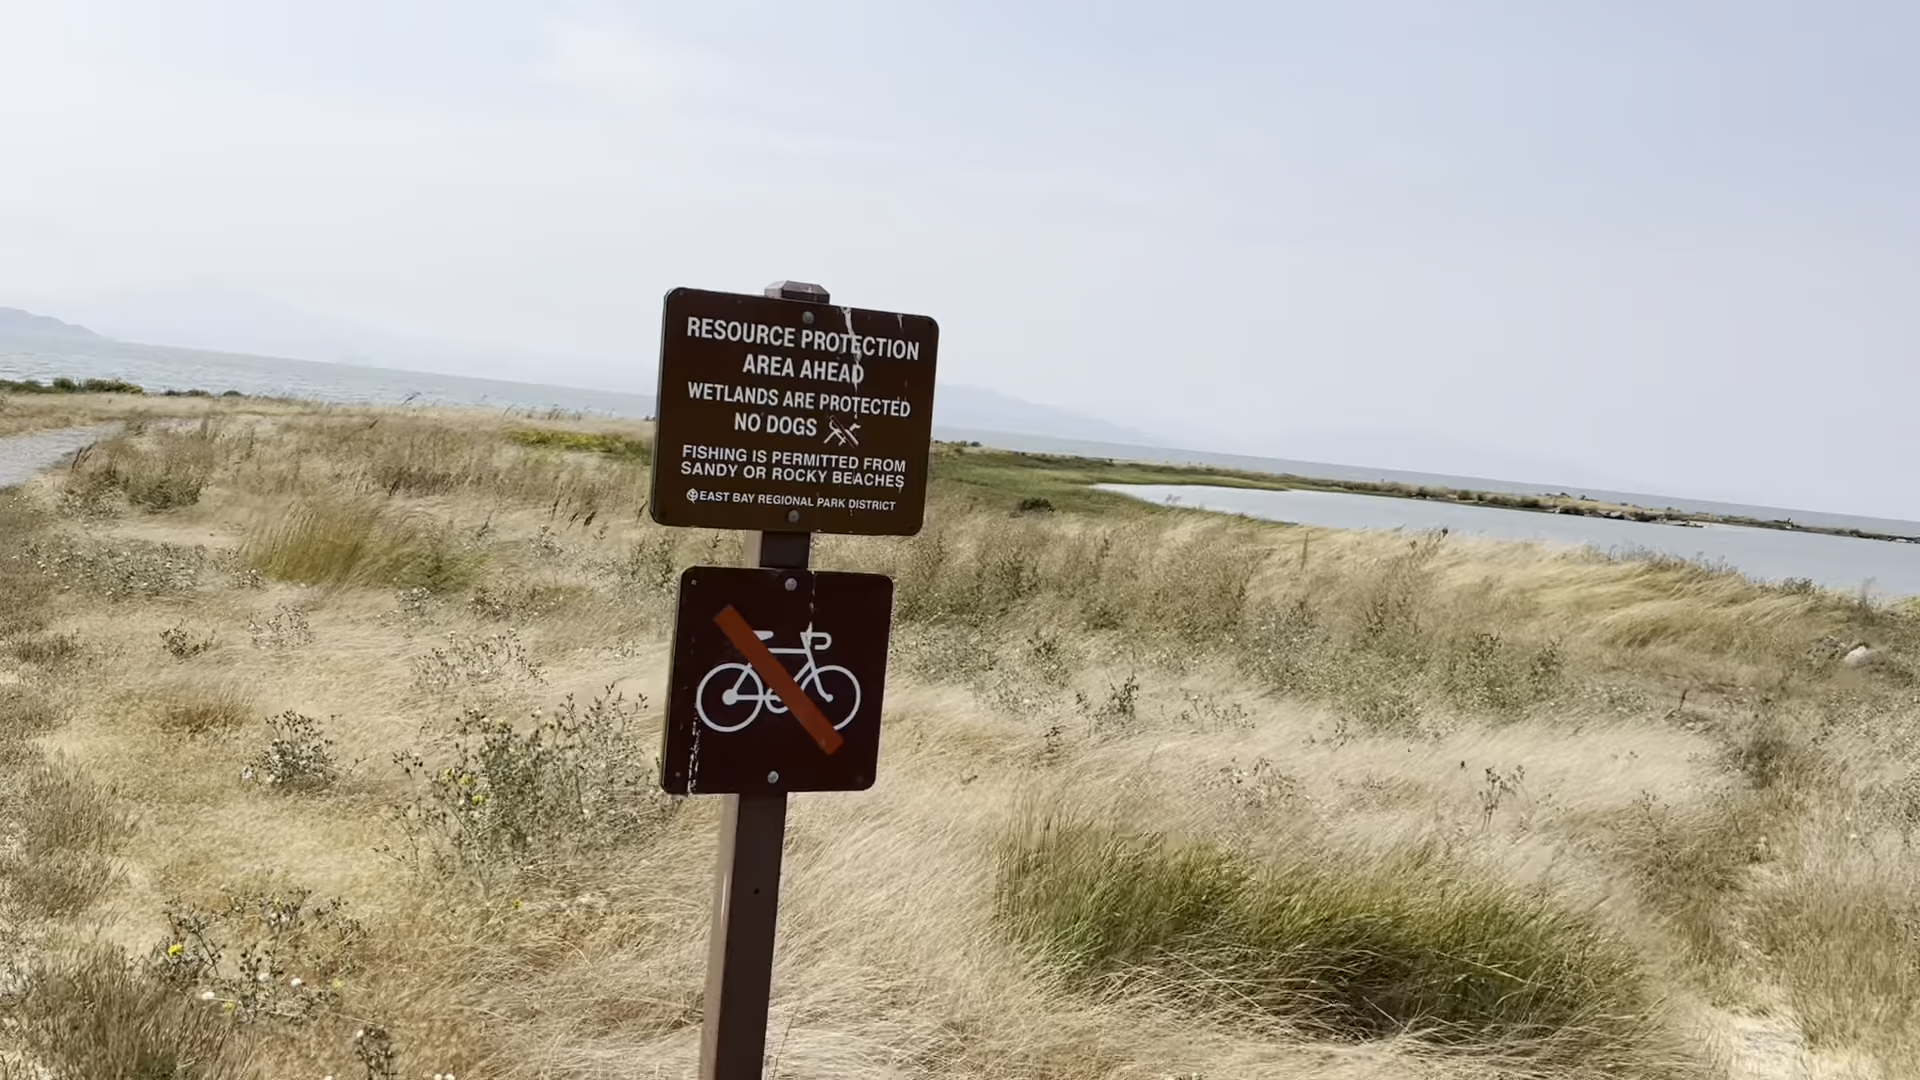 RESOURCE PROTECTION
AREA AHEAD
WETLANDS ARE PROTECTED
NO DOGS
FISHING IS PERMITTED FROM
SANDY OR ROCKY BEACHES
EAST BAY REGIONAL PARK DISTRICT